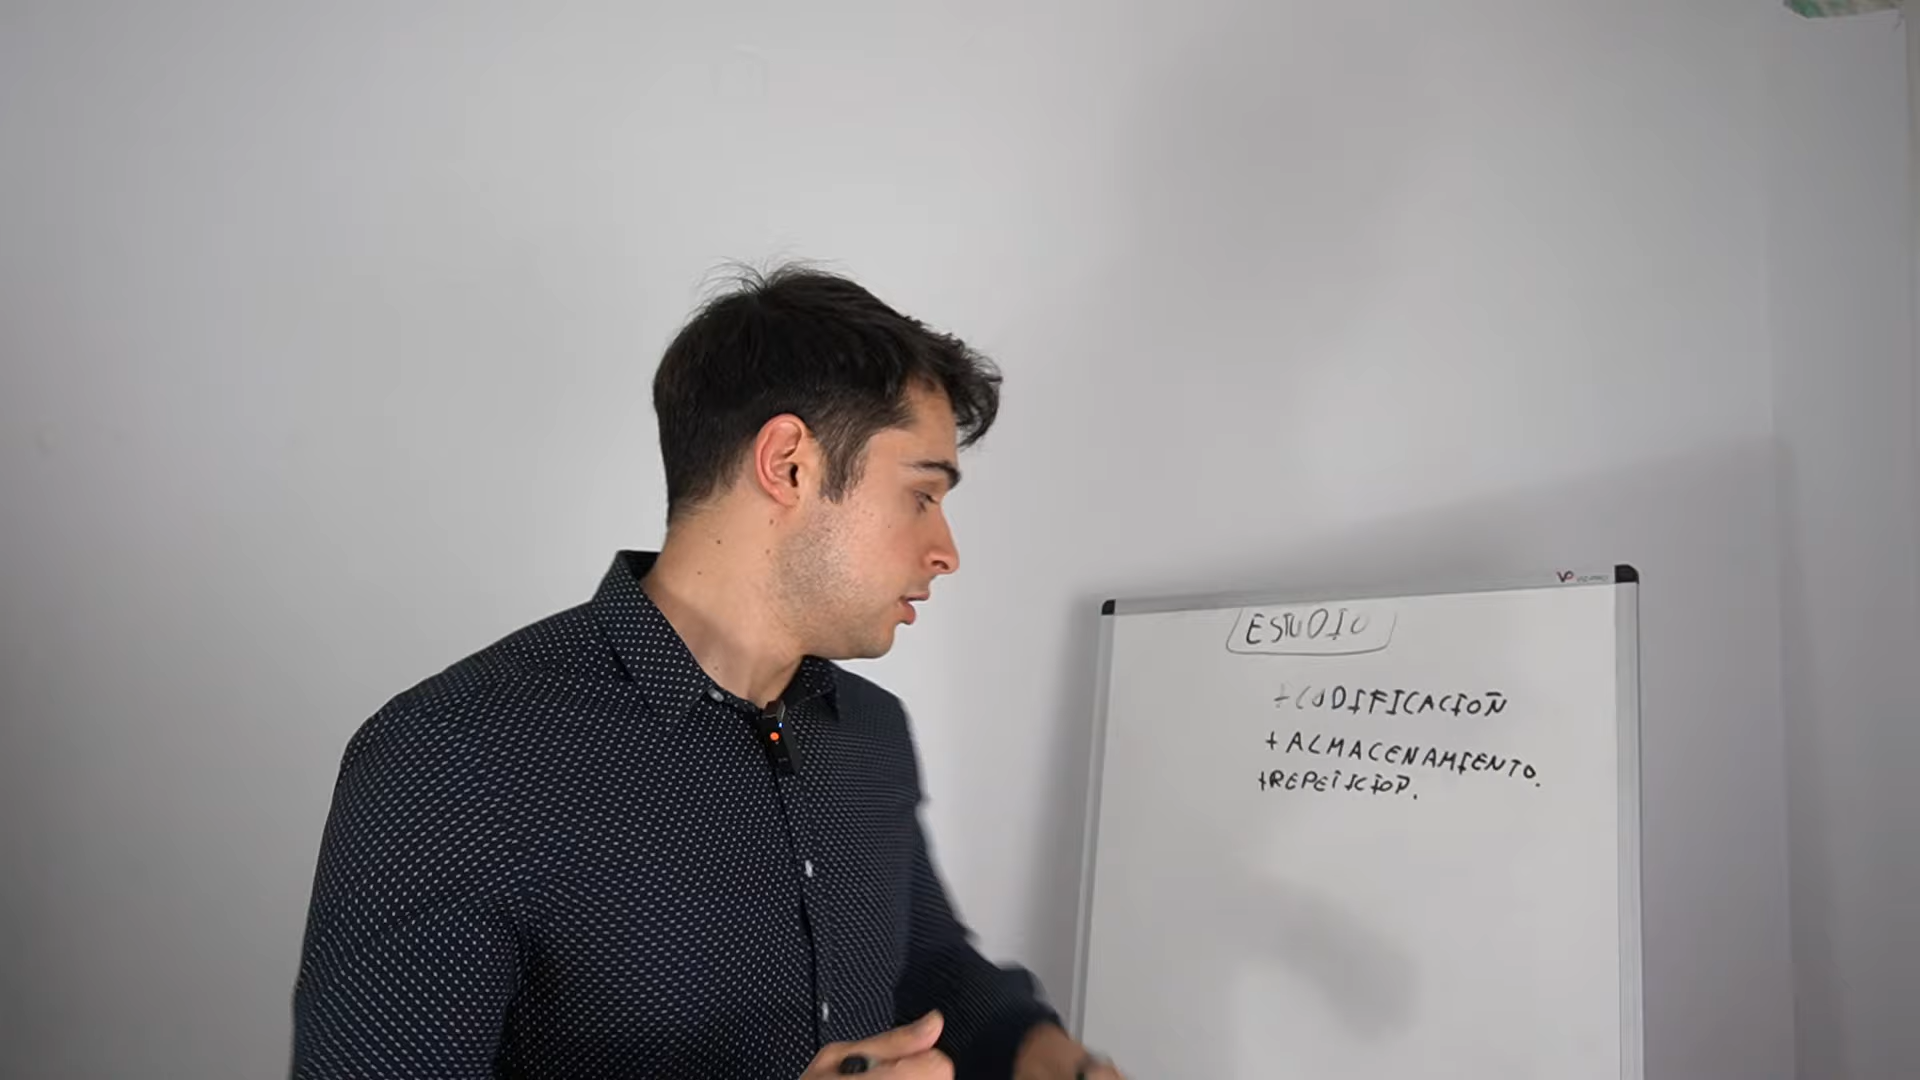 ESTUDIO
+CODIFICACIÓN
+ ALMACENAMIENTO.
+REPETICIÓN.